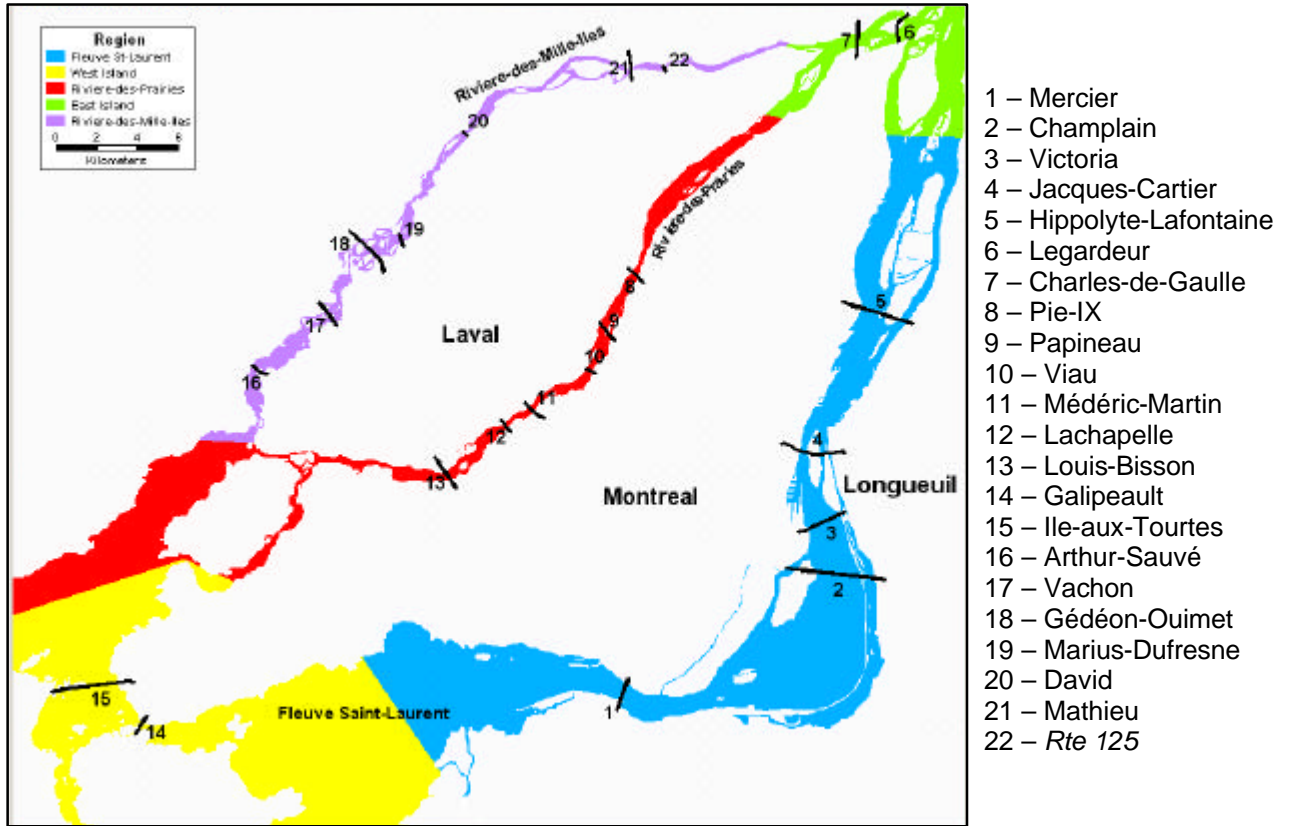 Region
Fleuve St-Laurent
West Island
Riviere-des-Prairies
East Island
Riviere-des-Mille-Iles
0 2 4 6
Kilometers
Riviere-des-Mille-Iles
Riviere-des-Prairies
7
6
21
22
20
18
19
17
16
8
9
10
11
12
13
5
4
3
2
1
15
14
Laval
Montreal
Longueuil
Fleuve Saint-Laurent
1 – Mercier
2 – Champlain
3 – Victoria
4 – Jacques-Cartier
5 – Hippolyte-Lafontaine
6 – Legardeur
7 – Charles-de-Gaulle
8 – Pie-IX
9 – Papineau
10 – Viau
11 – Médéric-Martin
12 – Lachapelle
13 – Louis-Bisson
14 – Galipeault
15 – Ile-aux-Tourtes
16 – Arthur-Sauvé
17 – Vachon
18 – Gédéon-Ouimet
19 – Marius-Dufresne
20 – David
21 – Mathieu
22 – Rte 125